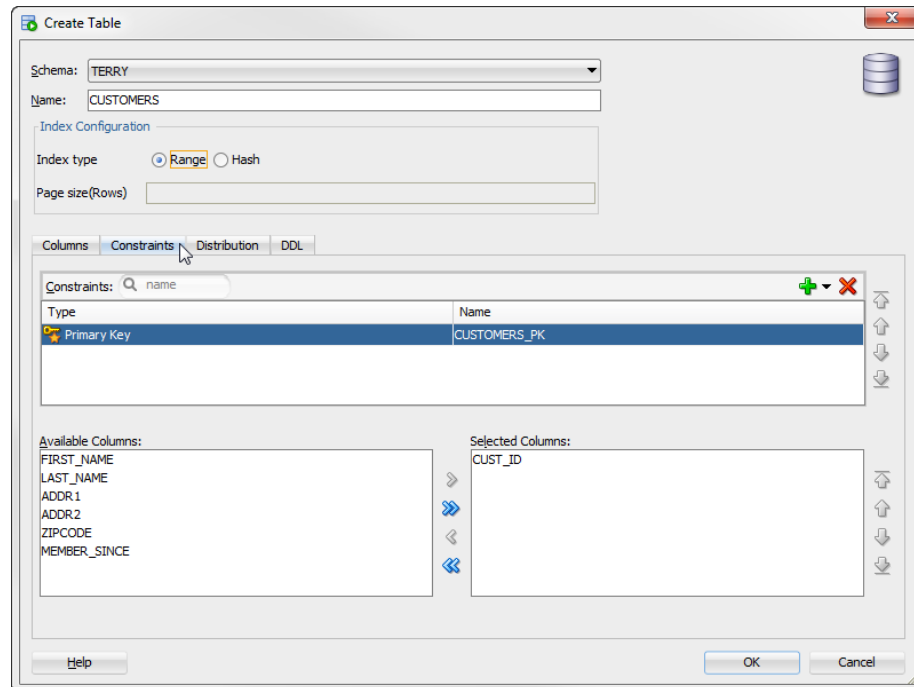 Create Table
Schema: TERRY
Name: CUSTOMERS
Index Configuration
Index type Range Hash
Page size(Rows)
Columns Constraints Distribution DDL
Constraints: name
Type Name
Primary Key CUSTOMERS_PK
Available Columns: Selected Columns:
FIRST_NAME CUST_ID
LAST_NAME
ADDR1
ADDR2
ZIPCODE
MEMBER_SINCE
Help OK Cancel